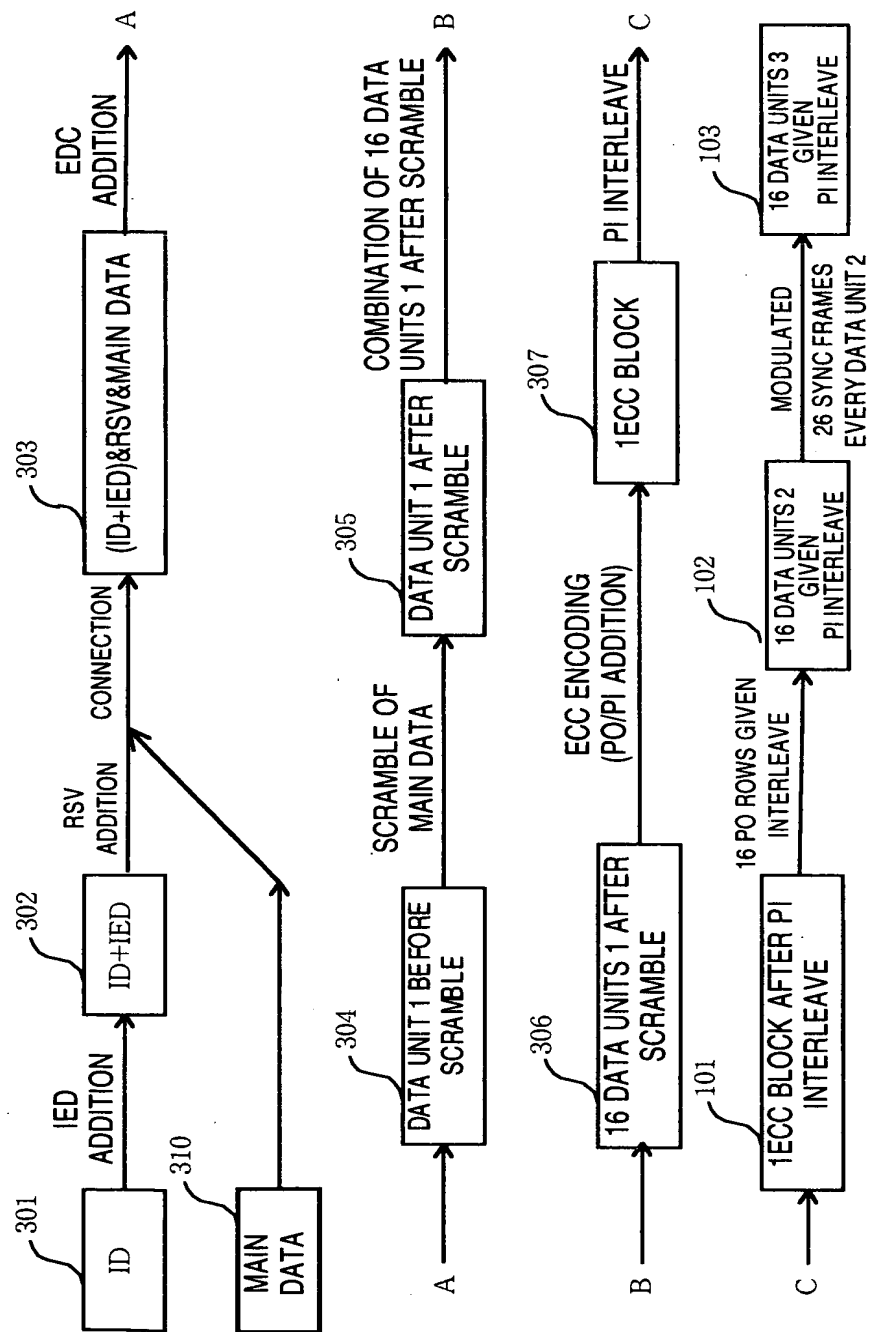 301
ID
IED
ADDITION
302
ID+IED
RSV
ADDITION
CONNECTION
303
(ID+IED)&RSV&MAIN DATA
EDC
ADDITION
A
310
MAIN
DATA
A
304
DATA UNIT 1 BEFORE
SCRAMBLE
SCRAMBLE OF
MAIN DATA
305
DATA UNIT 1 AFTER
SCRAMBLE
COMBINATION OF 16 DATA
UNITS 1 AFTER SCRAMBLE
B
B
306
16 DATA UNITS 1 AFTER
SCRAMBLE
ECC ENCODING
(PO/PI ADDITION)
307
1ECC BLOCK
PI INTERLEAVE
C
C
101
1ECC BLOCK AFTER PI
INTERLEAVE
16 PO ROWS GIVEN
INTERLEAVE
102
16 DATA UNITS 2
GIVEN
PI INTERLEAVE
MODULATED
26 SYNC FRAMES
EVERY DATA UNIT 2
103
16 DATA UNITS 3
GIVEN
PI INTERLEAVE